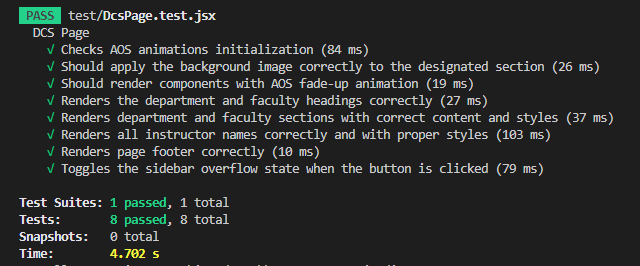 PASS test/DcsPage.test.jsx
DCS Page
√ Checks AOS animations initialization (84 ms)
√ Should apply the background image correctly to the designated section (26 ms)
√ Should render components with AOS fade-up animation (19 ms)
√ Renders the department and faculty headings correctly (27 ms)
√ Renders department and faculty sections with correct content and styles (37 ms)
√ Renders all instructor names correctly and with proper styles (103 ms)
√ Renders page footer correctly (10 ms)
√ Toggles the sidebar overflow state when the button is clicked (79 ms)
Test Suites: 1 passed, 1 total
Tests: 8 passed, 8 total
Snapshots: 0 total
Time: 4.702 s